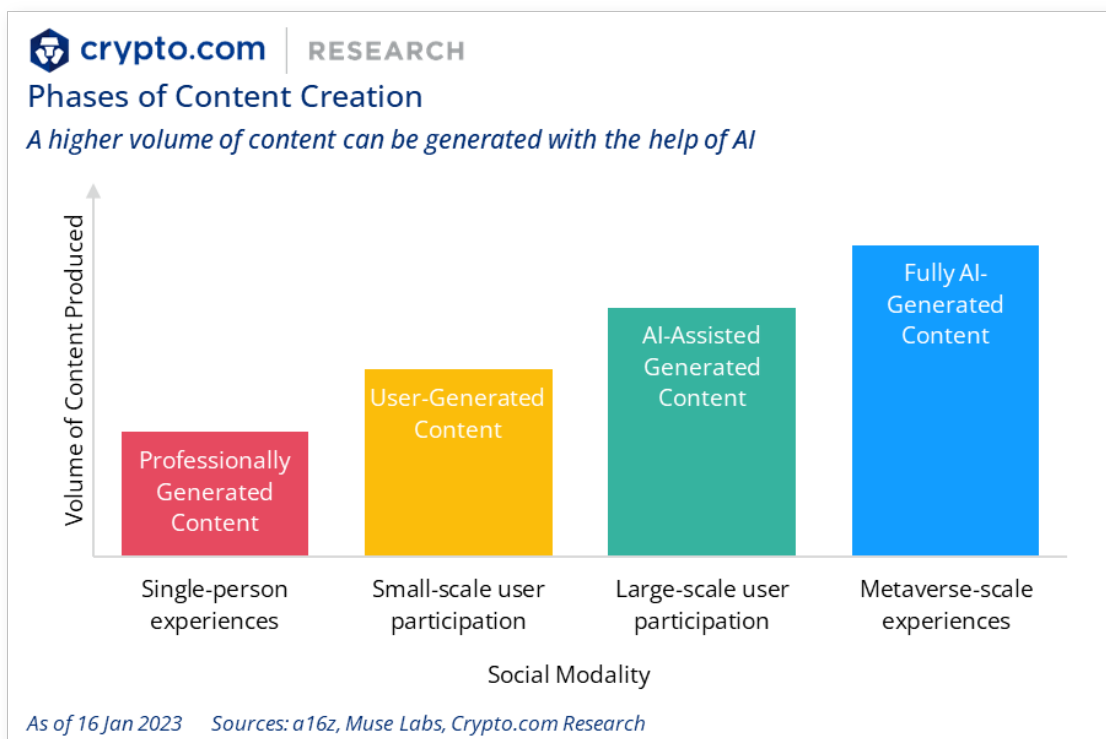 crypto.com | RESEARCH
Phases of Content Creation
A higher volume of content can be generated with the help of AI
Volume of Content Produced
Professionally
Generated
Content
User-Generated
Content
AI-Assisted
Generated
Content
Fully AI-
Generated
Content
Single-person
experiences
Small-scale user
participation
Large-scale user
participation
Metaverse-scale
experiences
Social Modality
As of 16 Jan 2023 Sources: a16z, Muse Labs, Crypto.com Research